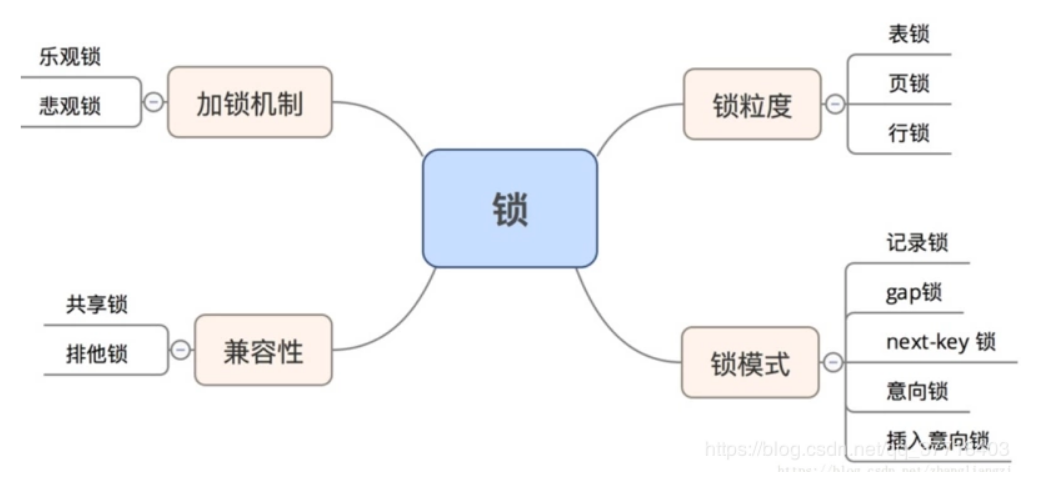 锁
加锁机制
乐观锁
悲观锁
兼容性
共享锁
排他锁
锁粒度
表锁
页锁
行锁
锁模式
记录锁
gap锁
next-key 锁
意向锁
插入意向锁
https://blog.csdn.net/